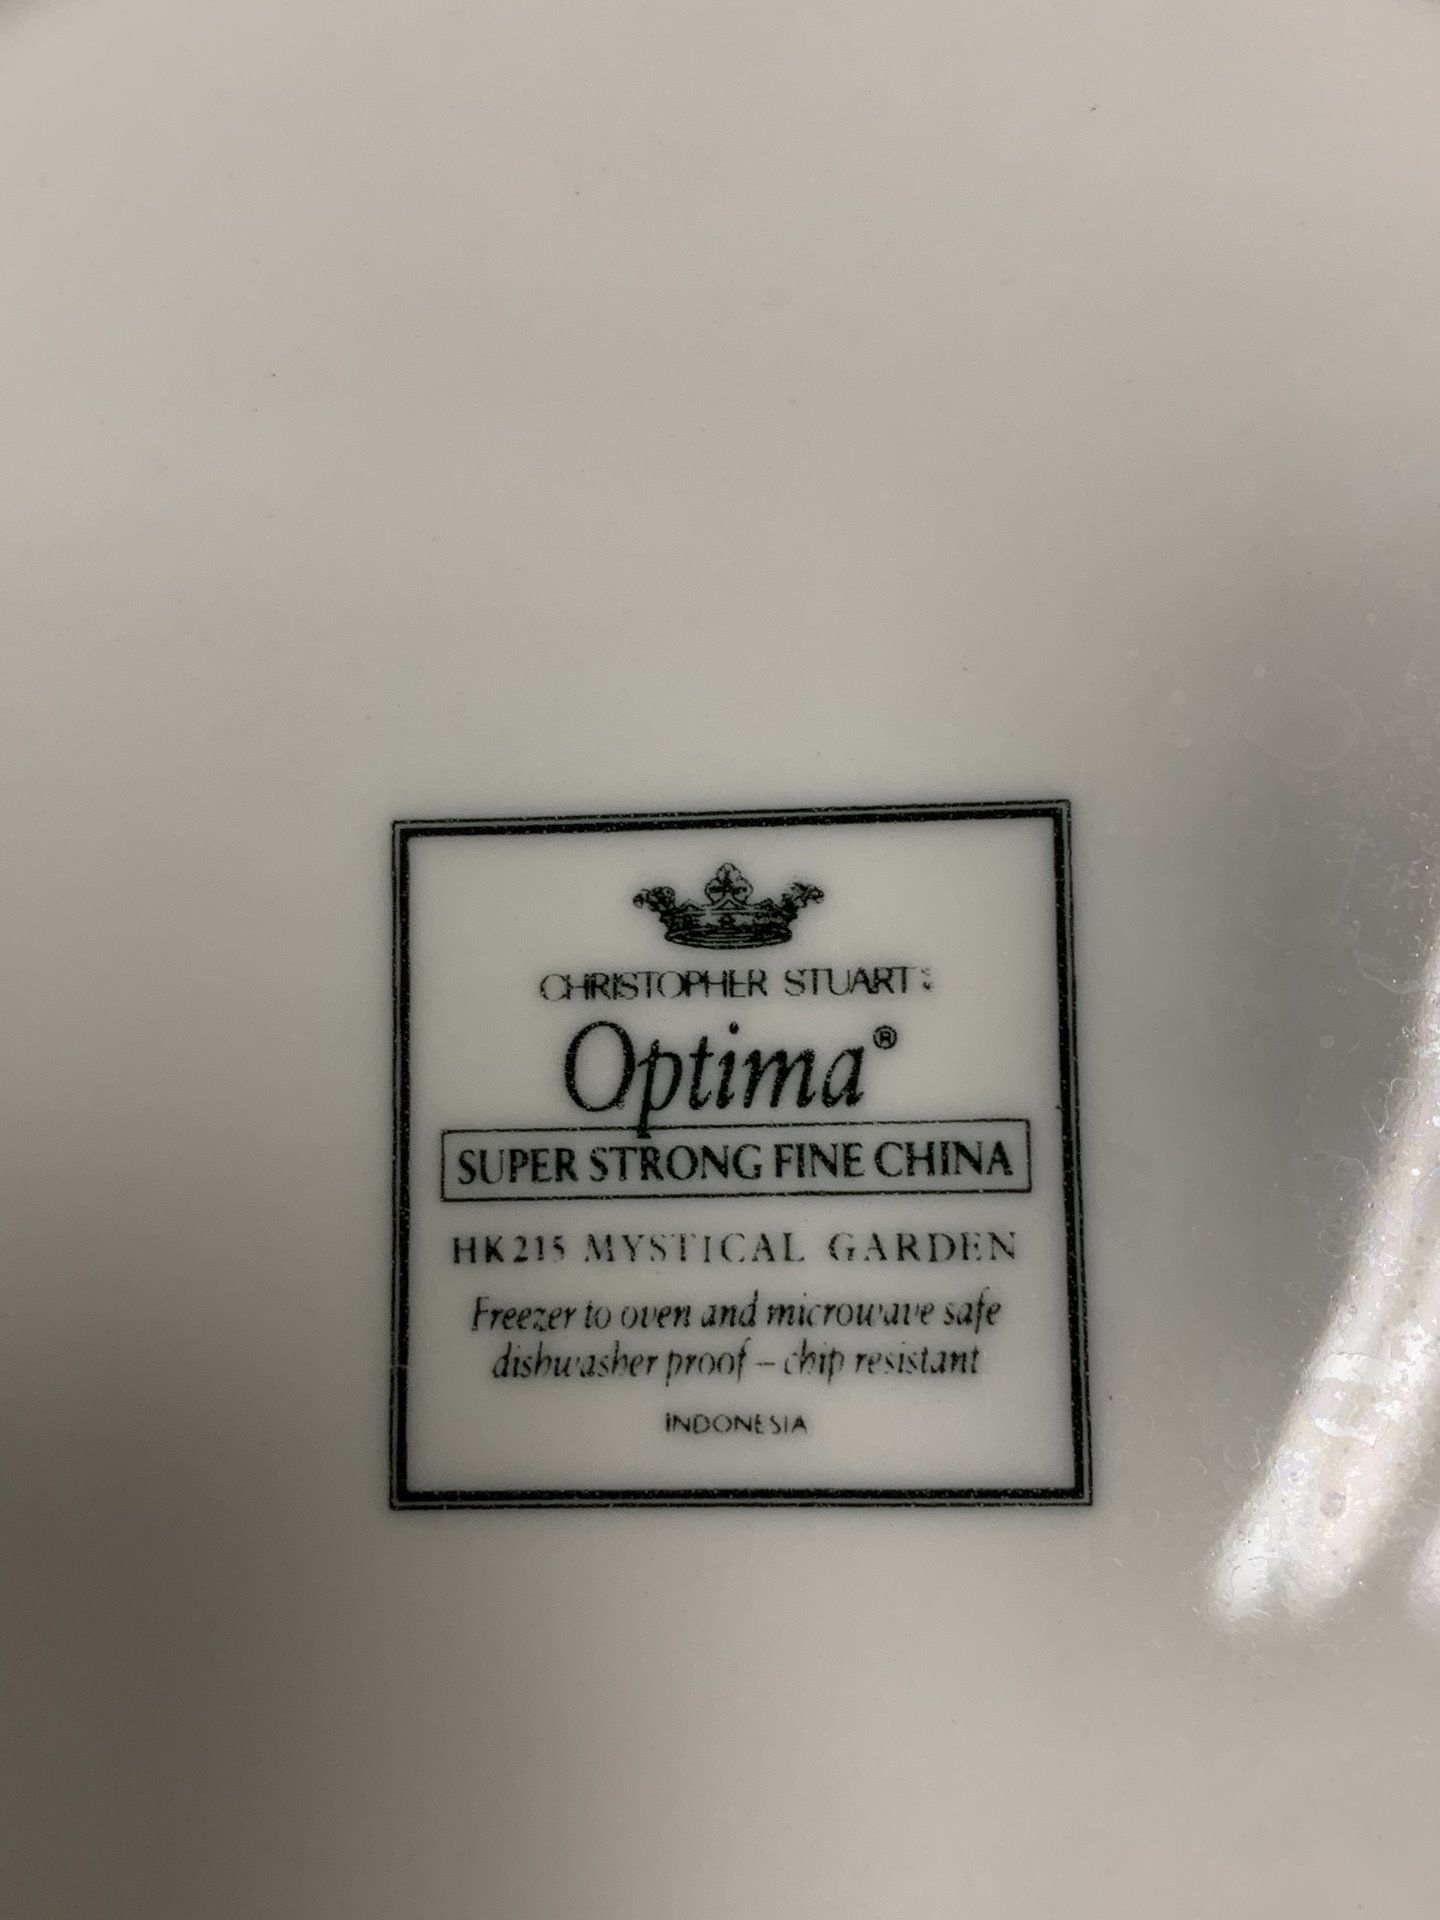 CHRISTOPHER STUART
Optima®
SUPER STRONG FINE CHINA
HK215 MYSTICAL GARDEN
Freezer to oven and microwave safe
dishwasher proof – chip resistant
INDONESIA